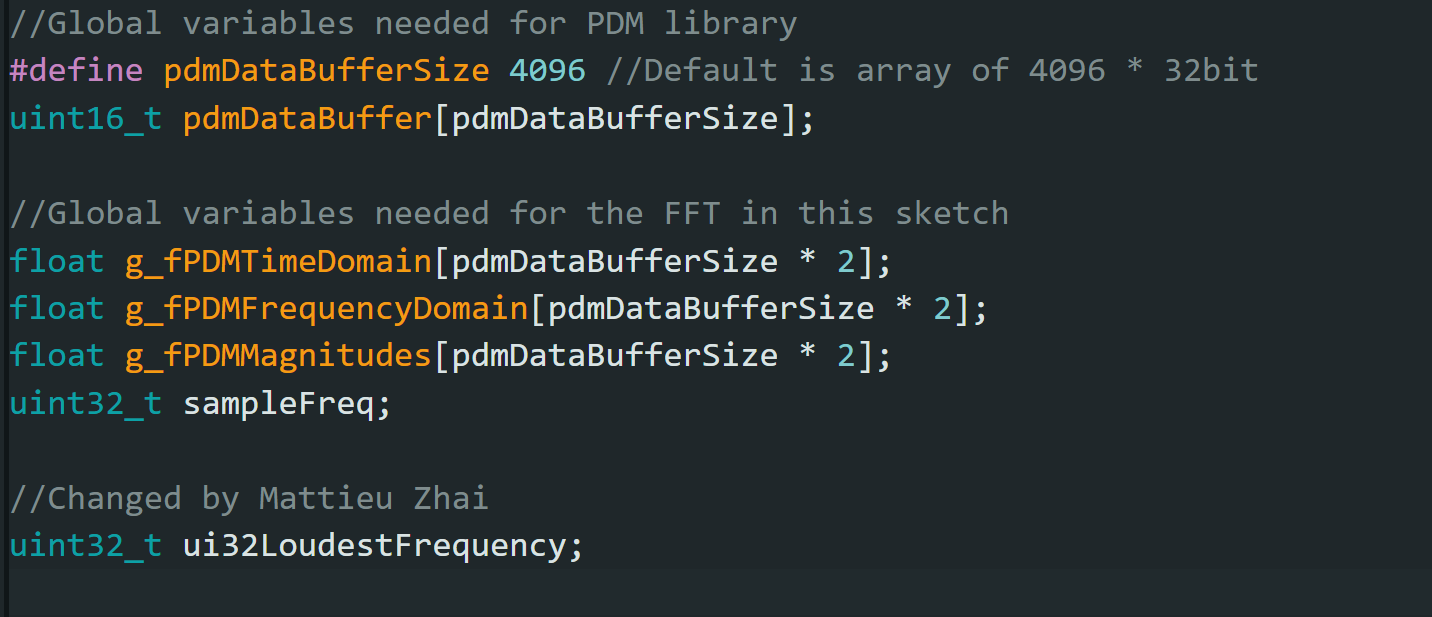 //Global variables needed for PDM library
#define pdmDataBufferSize 4096 //Default is array of 4096 * 32bit
uint16_t pdmDataBuffer[pdmDataBufferSize];
//Global variables needed for the FFT in this sketch
float g_fPDMTimeDomain[pdmDataBufferSize * 2];
float g_fPDMFrequencyDomain[pdmDataBufferSize * 2];
float g_fPDMMagnitudes[pdmDataBufferSize * 2];
uint32_t sampleFreq;
//Changed by Mattieu Zhai
uint32_t ui32LoudestFrequency;